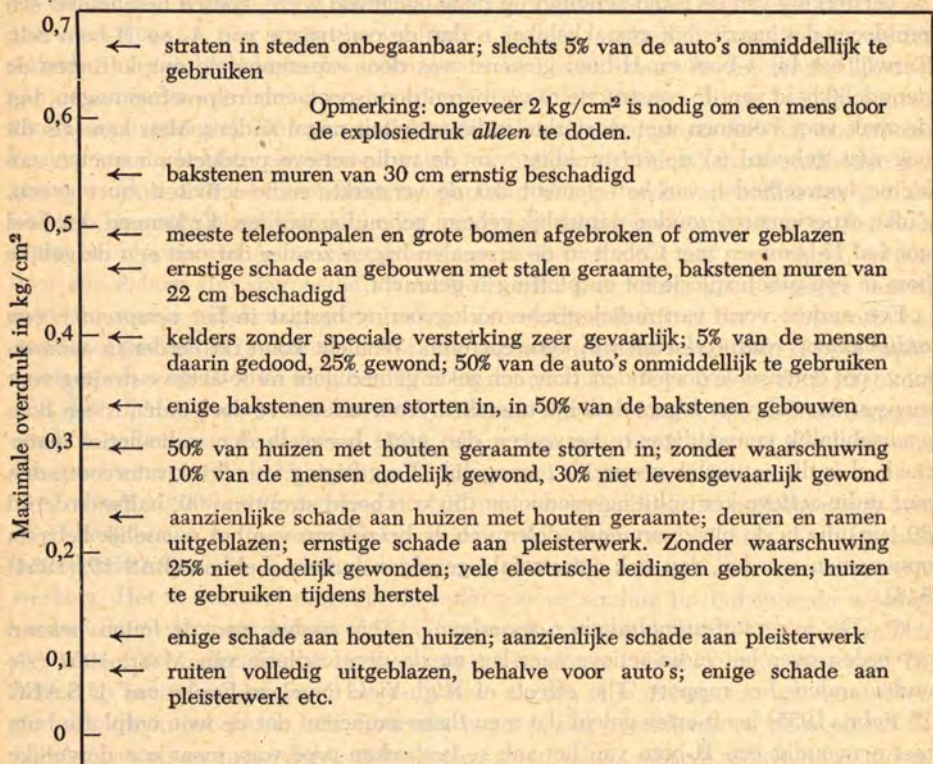 0,7
← straten in steden onbegaanbaar; slechts 5% van de auto's onmiddellijk te
gebruiken
Opmerking: ongeveer 2 kg/cm² is nodig om een mens door
0,6
de explosiedruk alleen te doden.
← bakstenen muren van 30 cm ernstig beschadigd
0,5
← meeste telefoonpalen en grote bomen afgebroken of omver geblazen
← ernstige schade aan gebouwen met stalen geraamte, bakstenen muren van
22 cm beschadigd
Maximale overdruk in kg/cm²
0,4
← kelders zonder speciale versterking zeer gevaarlijk; 5% van de mensen
daarin gedood, 25% gewond; 50% van de auto's onmiddellijk te gebruiken
← enige bakstenen muren storten in, in 50% van de bakstenen gebouwen
0,3
← 50% van huizen met houten geraamte storten in; zonder waarschuwing
10% van de mensen dodelijk gewond, 30% niet levensgevaarlijk gewond
← aanzienlijke schade aan huizen met houten geraamte; deuren en ramen
0,2
uitgeblazen; ernstige schade aan pleisterwerk. Zonder waarschuwing
25% niet dodelijk gewonden; vele electrische leidingen gebroken; huizen
te gebruiken tijdens herstel
← enige schade aan houten huizen; aanzienlijke schade aan pleisterwerk
0,1
← ruiten volledig uitgeblazen, behalve voor auto's; enige schade aan
pleisterwerk etc.
0